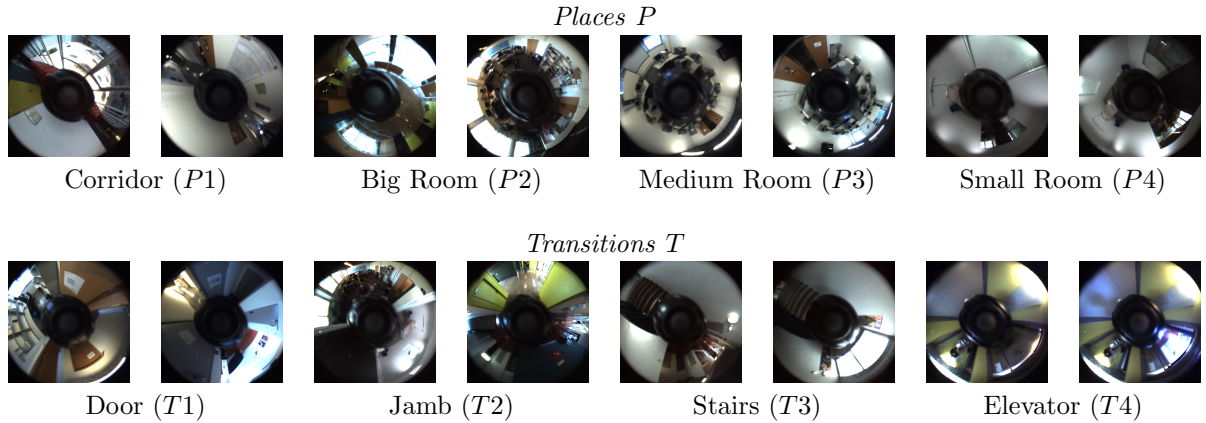 Places P
Corridor (P1) Big Room (P2) Medium Room (P3) Small Room (P4)
Transitions T
Door (T1) Jamb (T2) Stairs (T3) Elevator (T4)